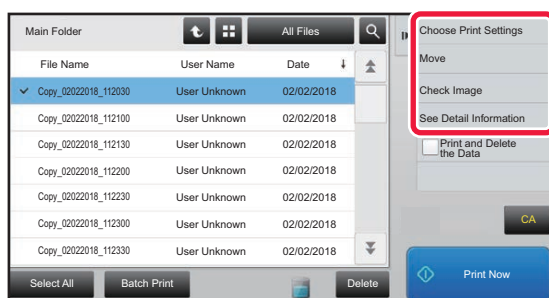 Main Folder
All Files
File Name User Name Date
Copy_02022018_112030 User Unknown 02/02/2018
Copy_02022018_112100 User Unknown 02/02/2018
Copy_02022018_112130 User Unknown 02/02/2018
Copy_02022018_112200 User Unknown 02/02/2018
Copy_02022018_112230 User Unknown 02/02/2018
Copy_02022018_112300 User Unknown 02/02/2018
Copy_02022018_112330 User Unknown 02/02/2018
Select All Batch Print Delete
Choose Print Settings
Move
Check Image
See Detail Information
Print and Delete
the Data
CA
Print Now